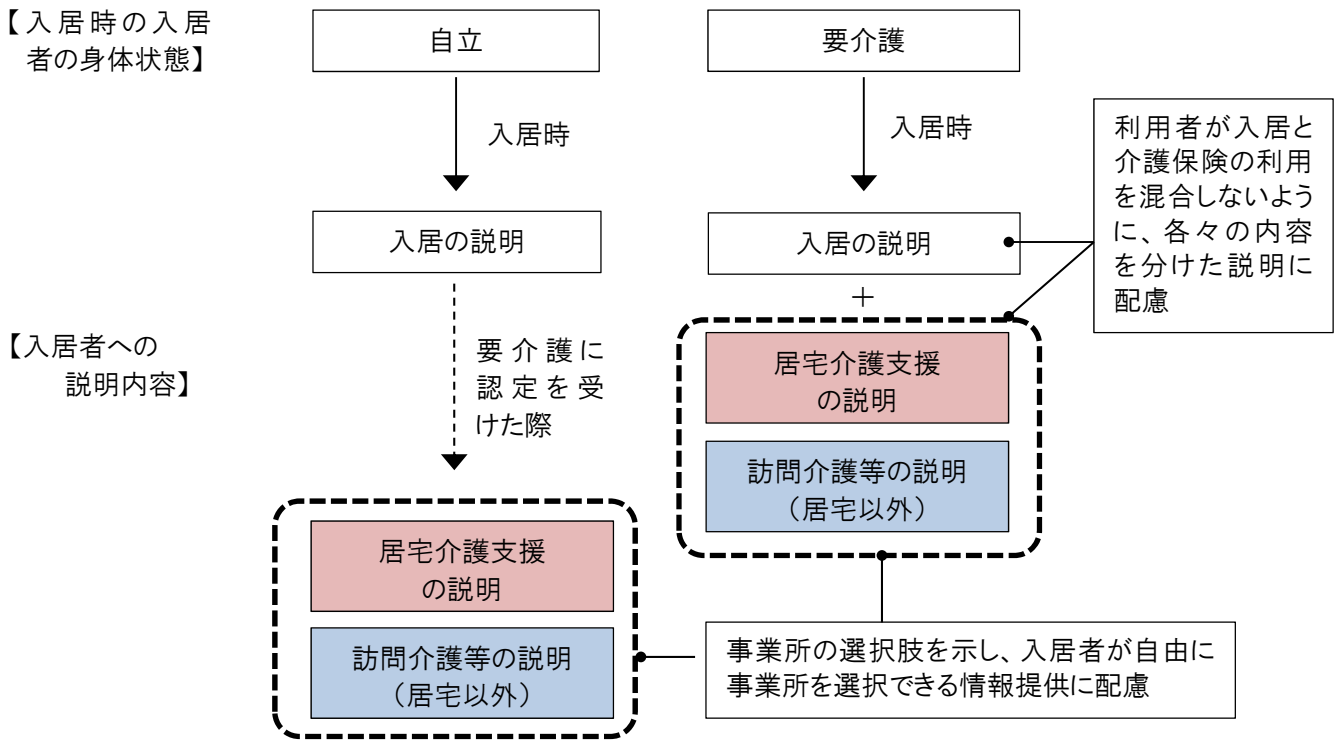 【入居時の入居
者の身体状態】
自立
要介護
入居時
入居時
利用者が入居と
介護保険の利用
を混合しないよう
に、各々の内容
を分けた説明に
配慮
入居の説明
入居の説明
＋
【入居者への
説明内容】
要介護に
認定を受
けた際
居宅介護支援
の説明
訪問介護等の説明
（居宅以外）
居宅介護支援
の説明
訪問介護等の説明
（居宅以外）
事業所の選択肢を示し、入居者が自由に
事業所を選択できる情報提供に配慮